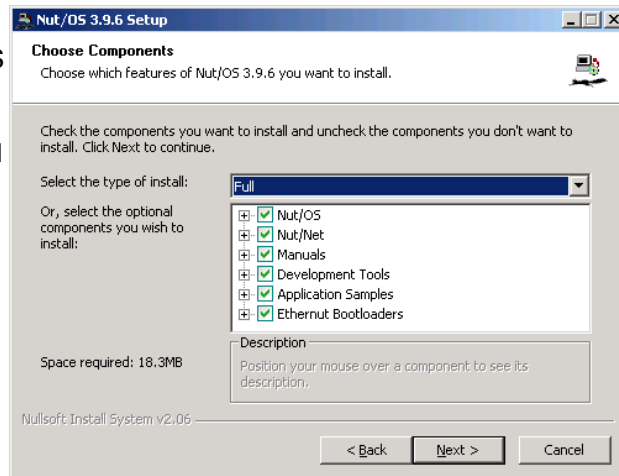 Nut/OS 3.9.6 Setup
Choose Components
Choose which features of Nut/OS 3.9.6 you want to install.
Check the components you want to install and uncheck the components you don't want to
install. Click Next to continue.
Select the type of install:
Full
Or, select the optional
components you wish to
install:
Nut/OS
Nut/Net
Manuals
Development Tools
Application Samples
Ethernut Bootloaders
Space required: 18.3MB
Description
Position your mouse over a component to see its
description.
Nullsoft Install System v2.06
< Back
Next >
Cancel